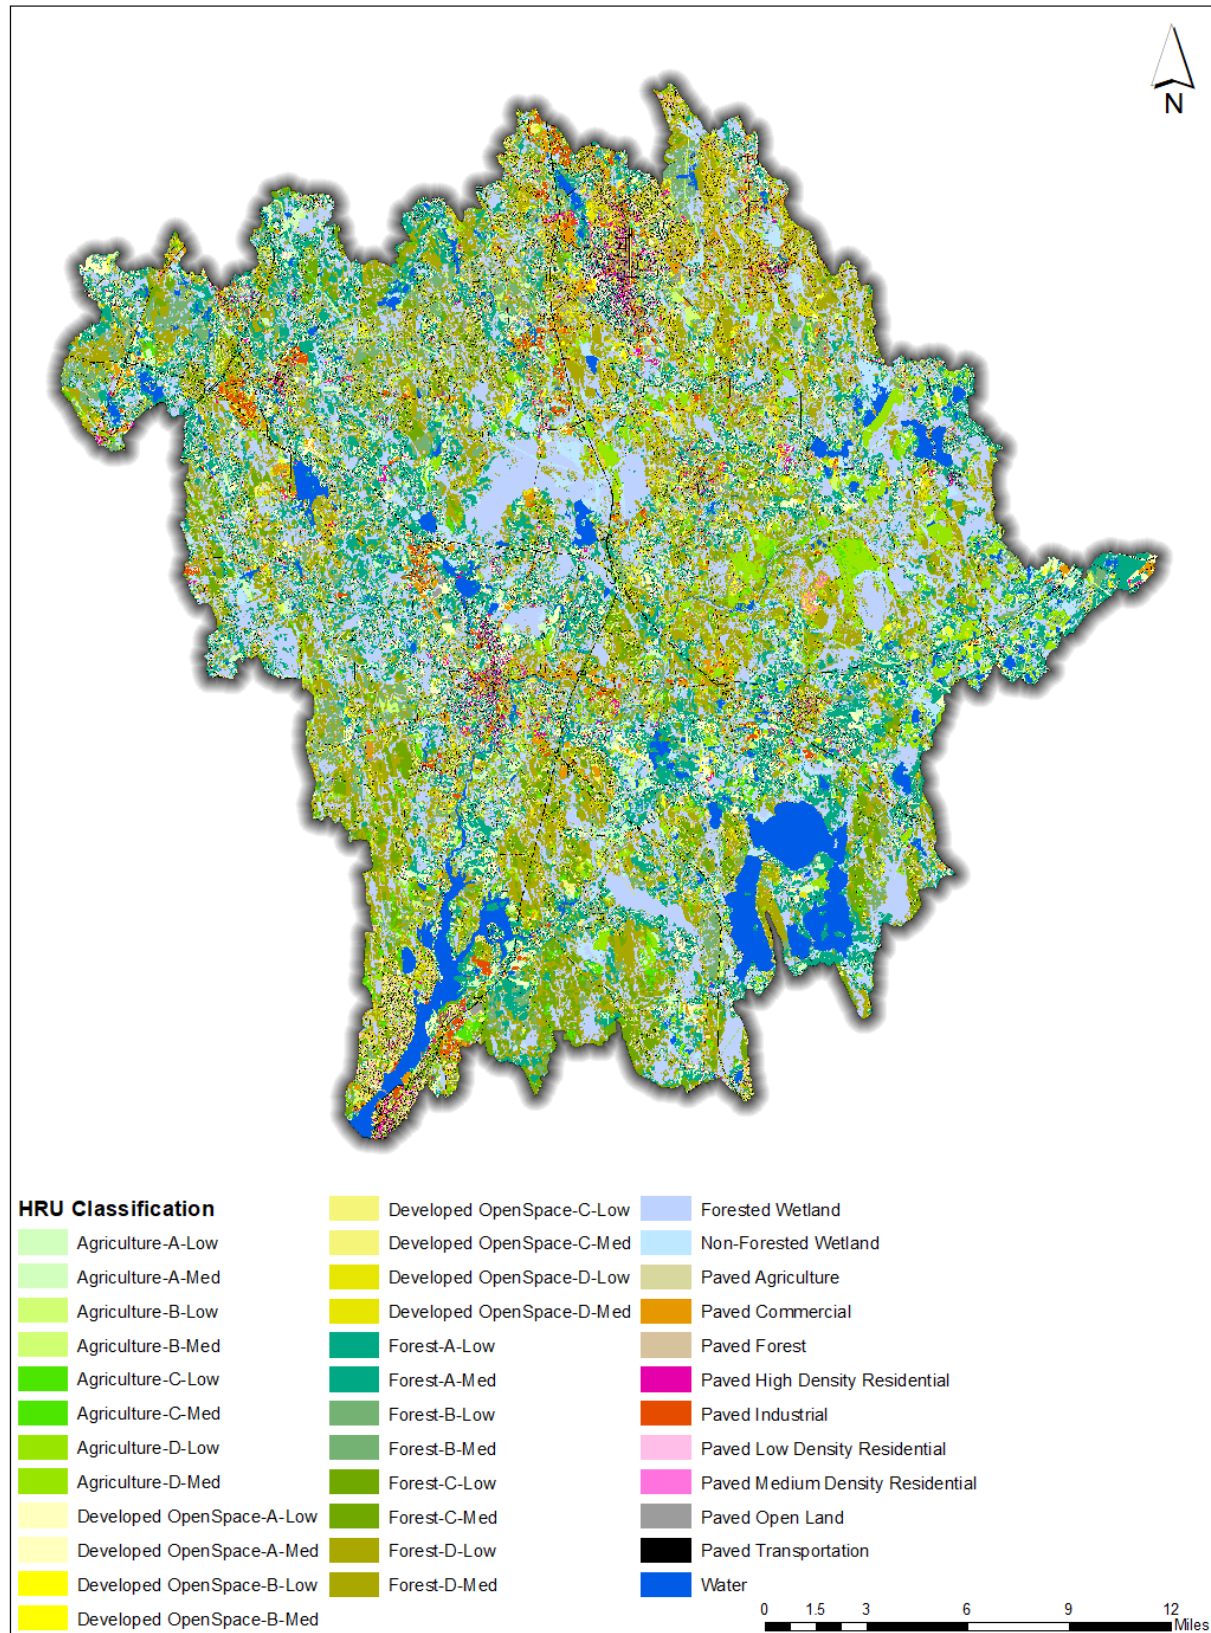 N
HRU Classification
Agriculture-A-Low
Agriculture-A-Med
Agriculture-B-Low
Agriculture-B-Med
Agriculture-C-Low
Agriculture-C-Med
Agriculture-D-Low
Agriculture-D-Med
Developed OpenSpace-A-Low
Developed OpenSpace-A-Med
Developed OpenSpace-B-Low
Developed OpenSpace-B-Med
Developed OpenSpace-C-Low
Developed OpenSpace-C-Med
Developed OpenSpace-D-Low
Developed OpenSpace-D-Med
Forest-A-Low
Forest-A-Med
Forest-B-Low
Forest-B-Med
Forest-C-Low
Forest-C-Med
Forest-D-Low
Forest-D-Med
Forested Wetland
Non-Forested Wetland
Paved Agriculture
Paved Commercial
Paved Forest
Paved High Density Residential
Paved Industrial
Paved Low Density Residential
Paved Medium Density Residential
Paved Open Land
Paved Transportation
Water
0 1.5 3 6 9 12
Miles